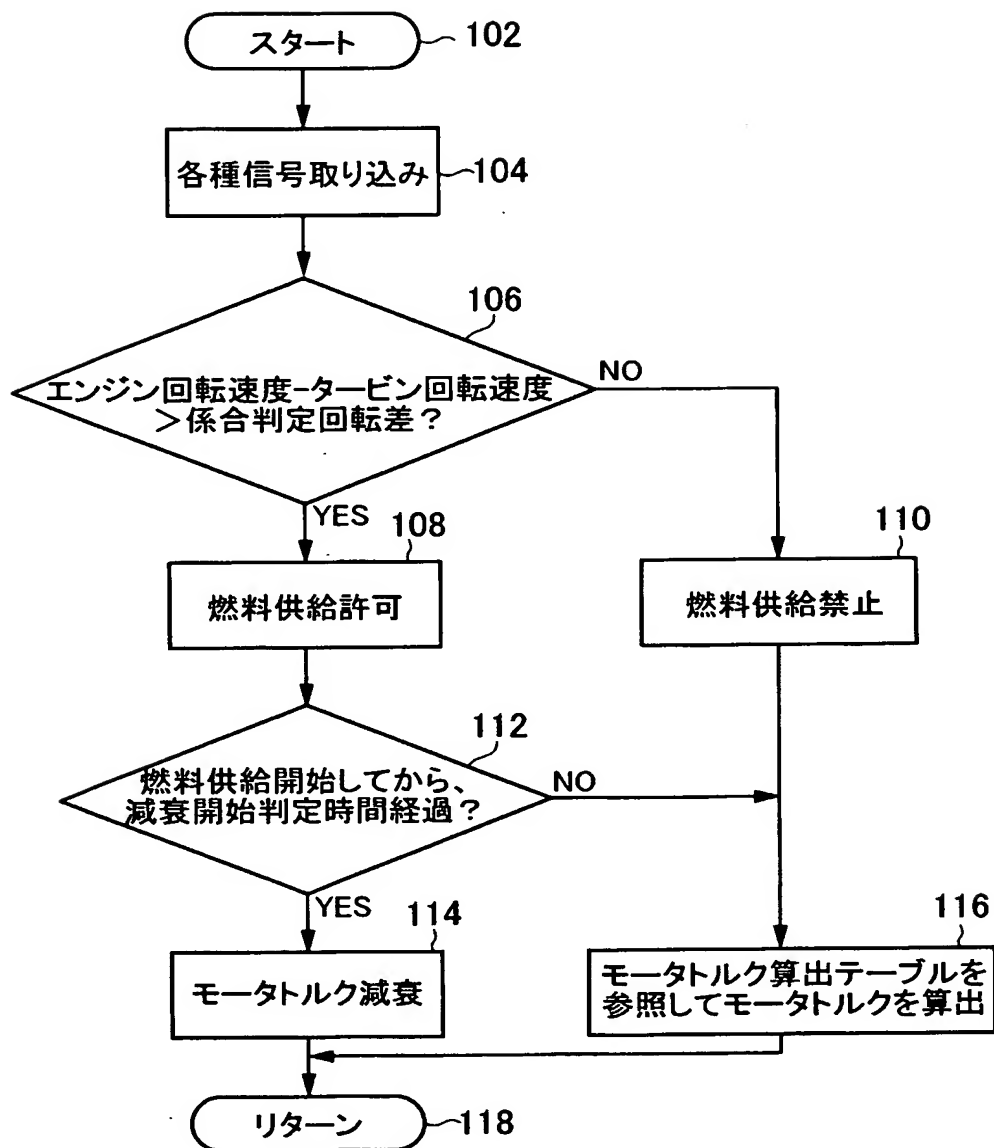 スタート
102
各種信号取り込み
104
106
エンジン回転速度-タービン回転速度
>係合判定回転差?
NO
YES
108
110
燃料供給許可
燃料供給禁止
112
燃料供給開始してから、
減衰開始判定時間経過?
NO
YES
114
116
モータトルク減衰
モータトルク算出テーブルを
参照してモータトルクを算出
リターン
118